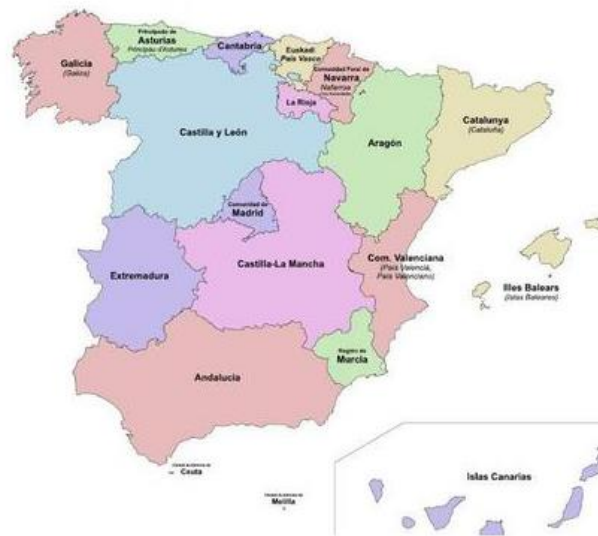 Principado de
Asturias
Principau d'Asturies
Cantabria
Euskadi
País Vasco
Galicia
(Galiza)
Comunidad Foral de
Navarra
Nafarroa
La Rioja
Catalunya
(Cataluña)
Castilla y León
Aragón
Comunidad de
Madrid
Com. Valenciana
(País Valencià,
País Valenciano)
Castilla-La Mancha
Extremadura
Illes Balears
(Islas Baleares)
Región de
Murcia
Andalucía
Ceuta
Melilla
Islas Canarias